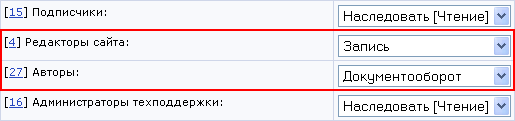 [15] Подписчики: Наследовать [Чтение]
[4] Редакторы сайта: Запись
[27] Авторы: Документооборот
[16] Администраторы техподдержки: Наследовать [Чтение]